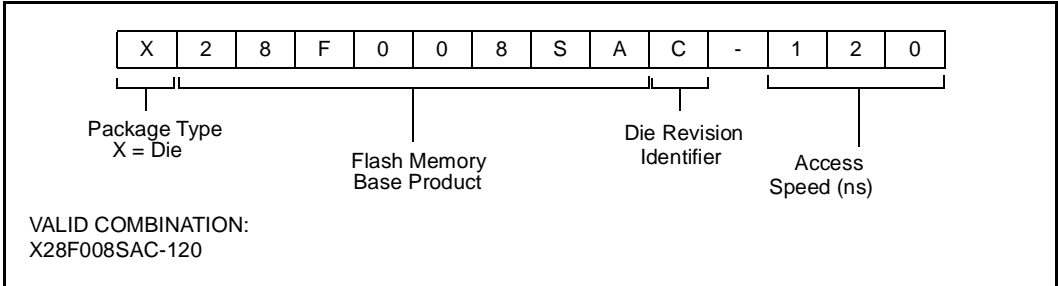 X 2 8 F 0 0 8 S A C - 1 2 0
Package Type
X = Die
Flash Memory
Base Product
Die Revision
Identifier
Access
Speed (ns)
VALID COMBINATION:
X28F008SAC-120